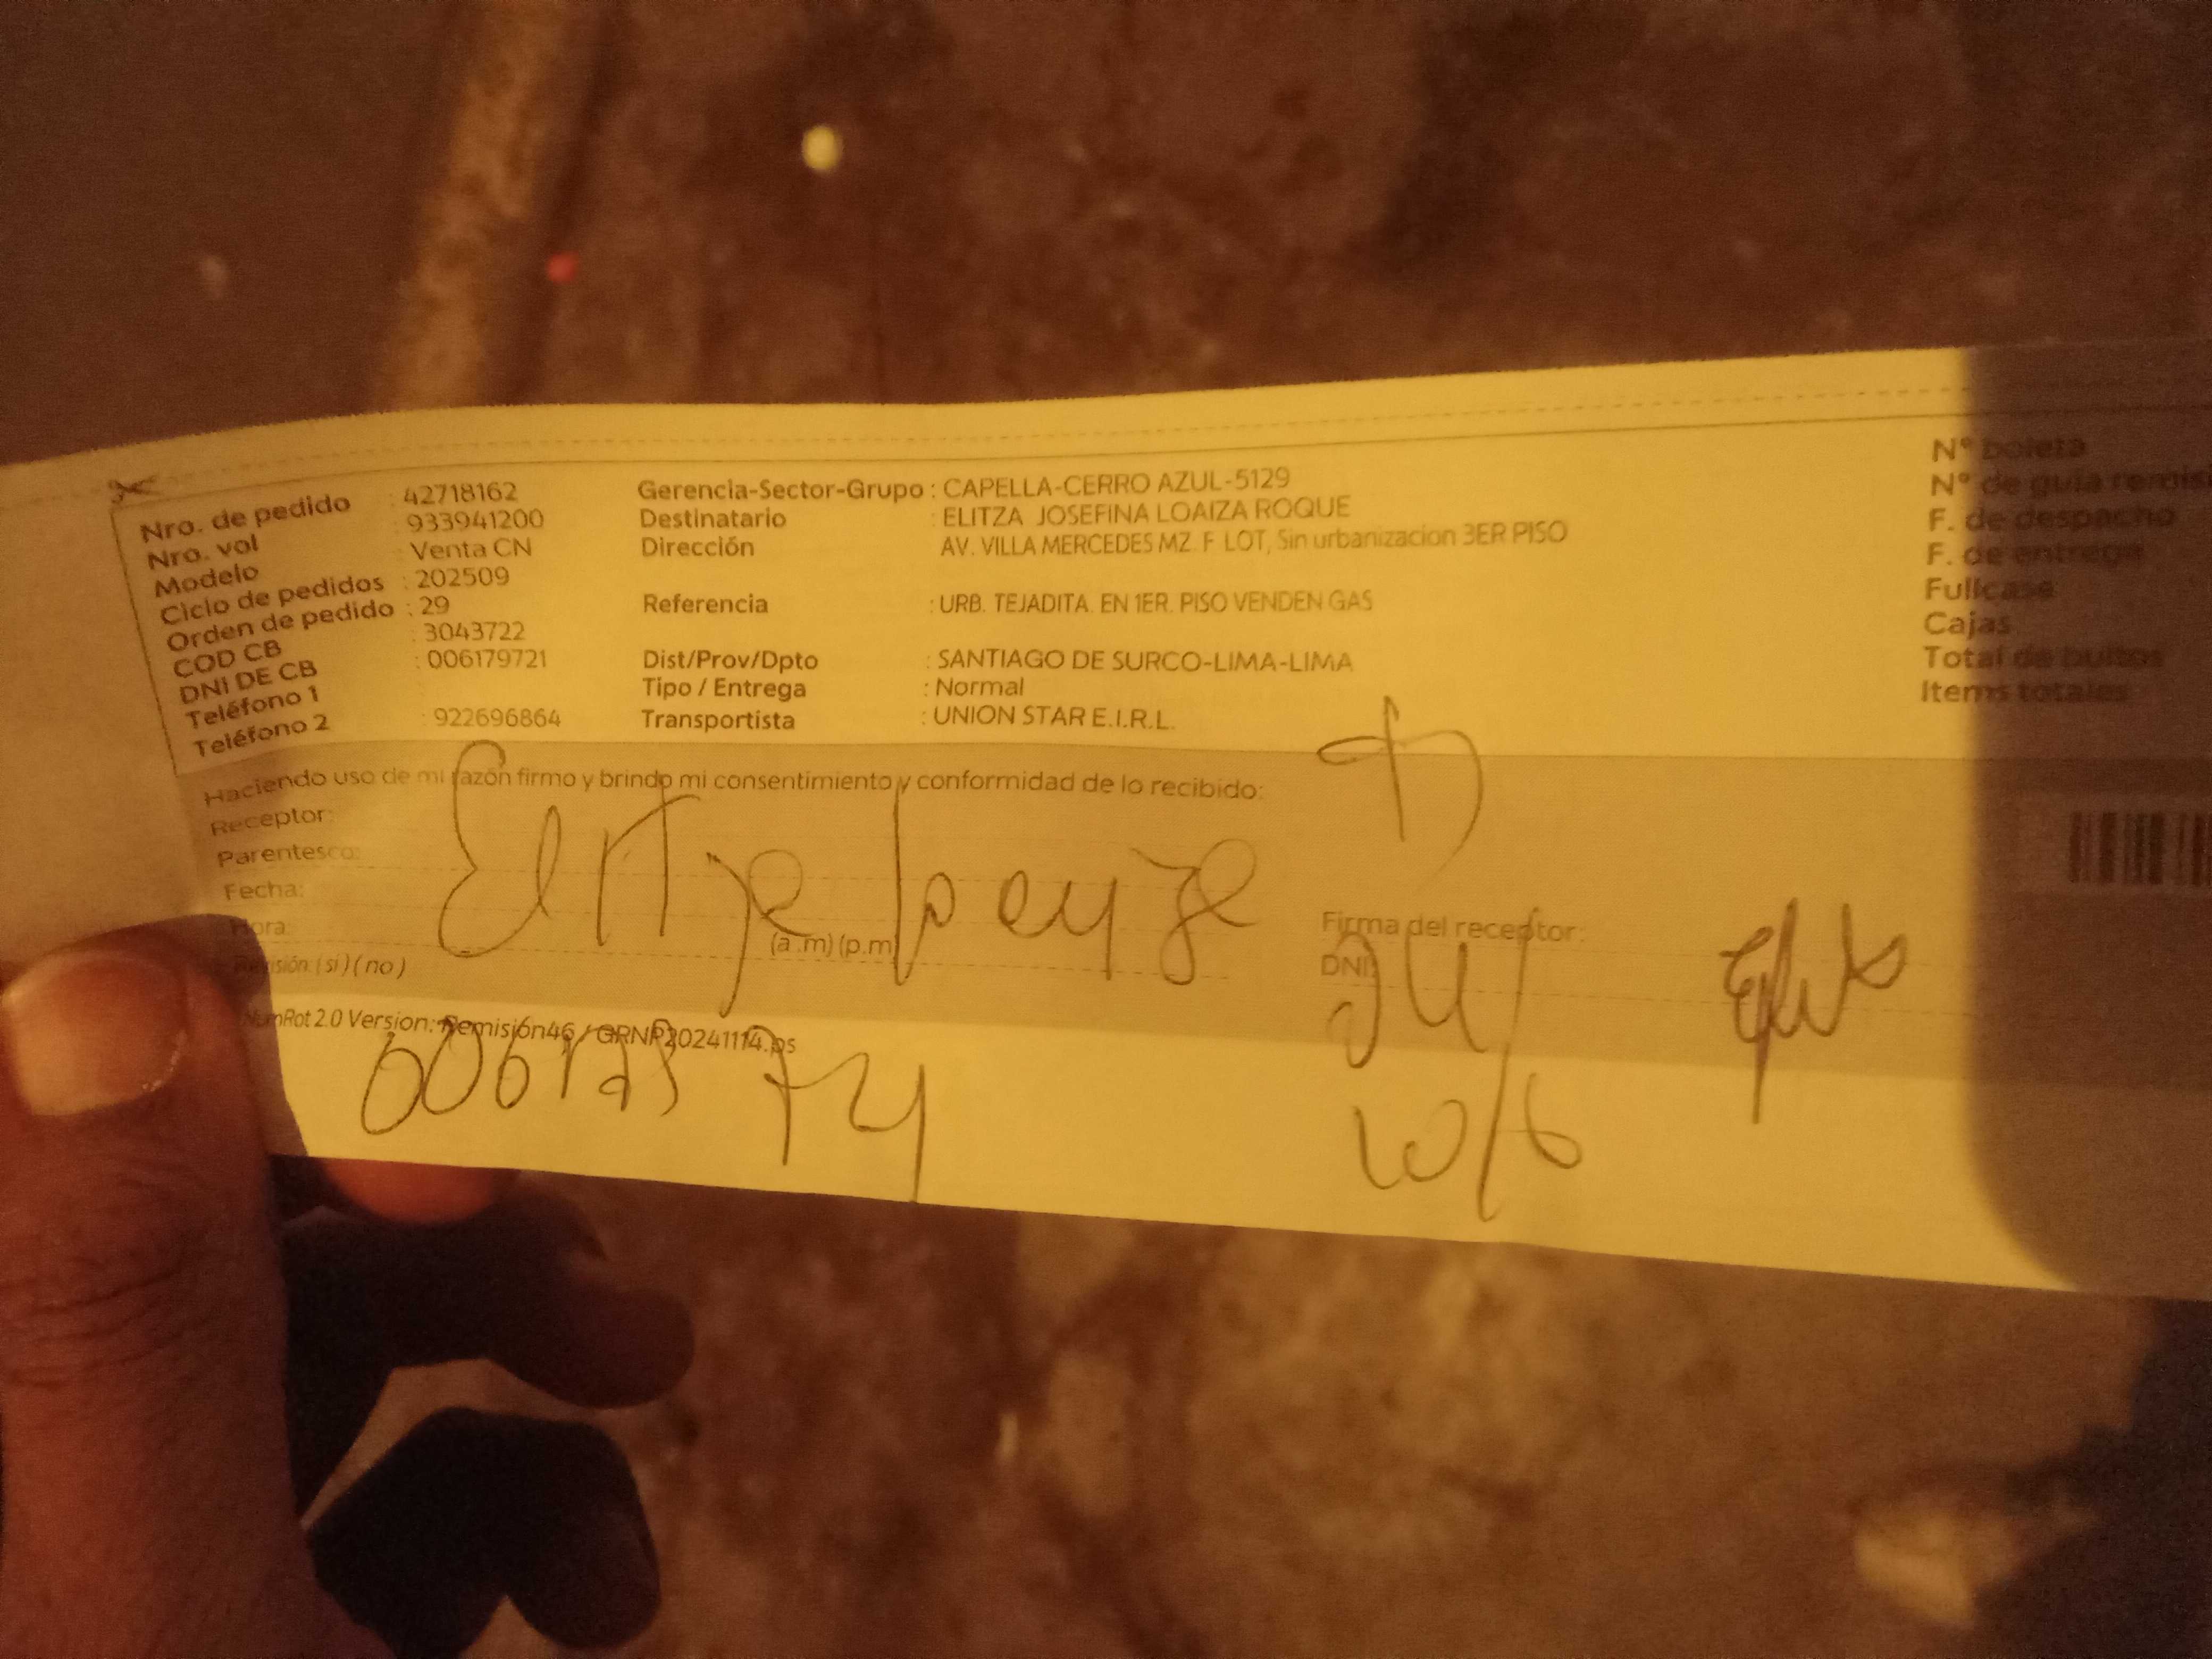 Nro. de pedido : 42718162
Nro. vol : 933941200
Modelo : Venta CN
Ciclo de pedidos : 202509
Orden de pedido : 29
COD CB : 3043722
DNI DE CB : 006179721
Teléfono 1
Teléfono 2 : 922696864
Gerencia-Sector-Grupo : CAPELLA-CERRO AZUL-5129
Destinatario : ELITZA JOSEFINA LOAIZA ROQUE
Dirección AV. VILLA MERCEDES MZ. F LOT, Sin urbanizacion 3ER PISO
Referencia : URB. TEJADITA. EN 1ER. PISO VENDEN GAS
Dist/Prov/Dpto : SANTIAGO DE SURCO-LIMA-LIMA
Tipo / Entrega : Normal
Transportista : UNION STAR E.I.R.L.
N° boleta
N° de guía remis
F. de despacho
F. de entrega
Fullcase
Cajas
Total de bultos
Items totales
Haciendo uso de mi razón firmo y brindo mi consentimiento y conformidad de lo recibido:
Receptor:
Parentesco:
Fecha:
Hora: (a.m) (p.m)
Revisión: (si) ( no )
Firma del receptor:
DNI:
NumRot 2.0 Version: Remisión46 / GRNP20241114.ps